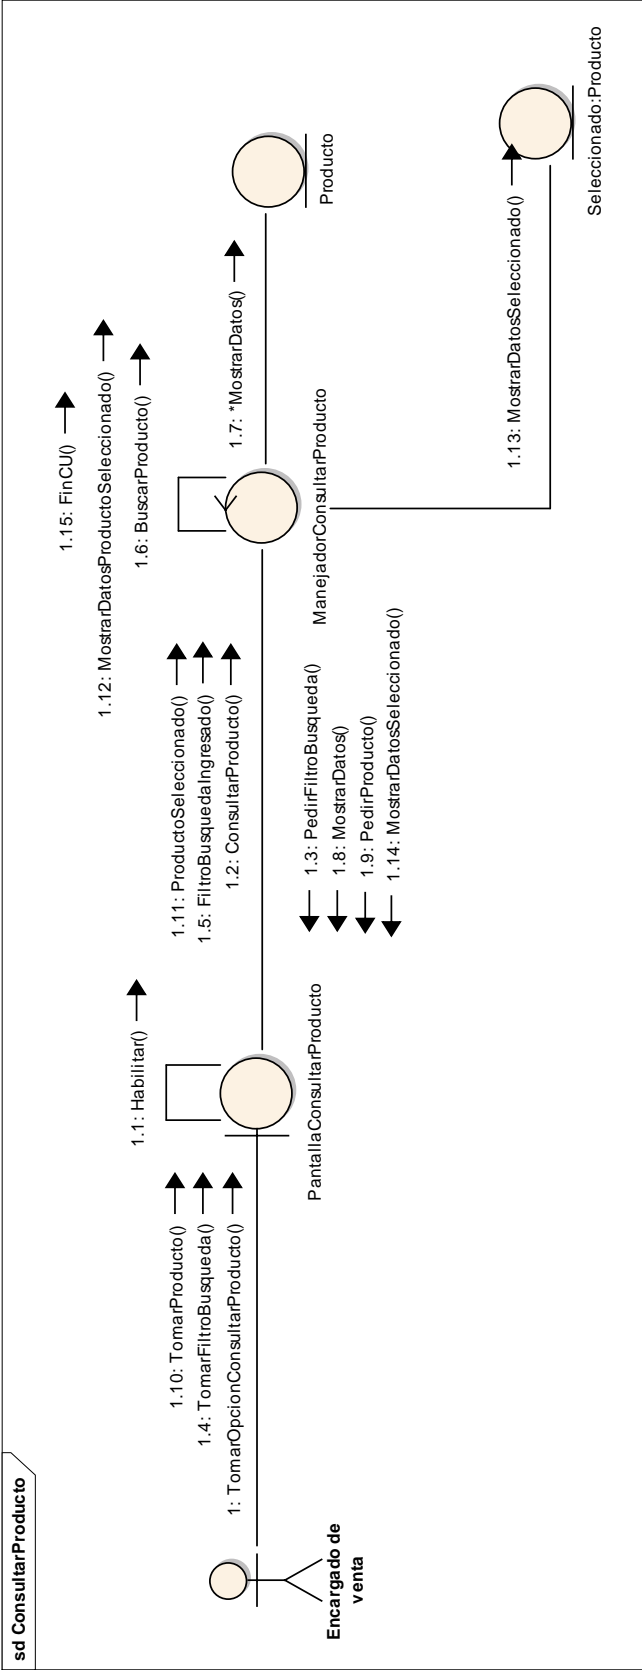 sd ConsultarProducto
Encargado de
venta
1.10: TomarProducto()
1.4: TomarFiltroBusqueda()
1: TomarOpcionConsultarProducto()
1.1: Habilitar()
PantallaConsultarProducto
1.11: ProductoSeleccionado()
1.5: FiltroBusquedaIngresado()
1.2: ConsultarProducto()
1.3: PedirFiltroBusqueda()
1.8: MostrarDatos()
1.9: PedirProducto()
1.14: MostrarDatosSeleccionado()
1.15: FinCU()
1.12: MostrarDatosProductoSeleccionado()
1.6: BuscarProducto()
ManejadorConsultarProducto
1.7: *MostrarDatos()
Producto
1.13: MostrarDatosSeleccionado()
Seleccionado:Producto